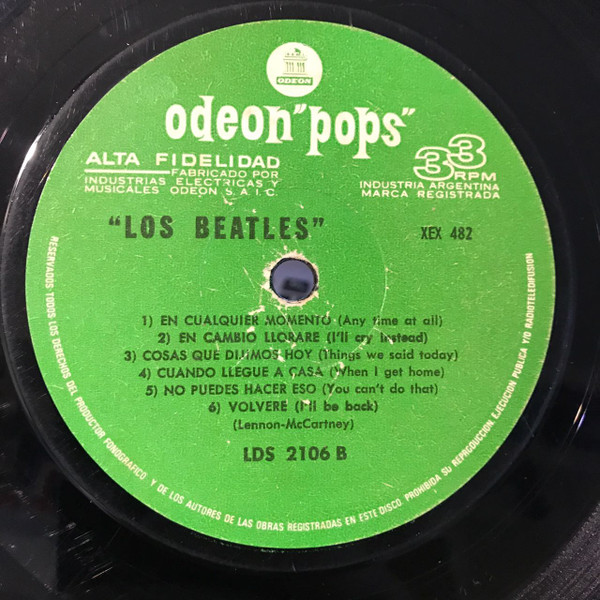 ODEON
odeon "pops"
ALTA FIDELIDAD
FABRICADO POR
INDUSTRIAS ELECTRICAS Y
MUSICALES ODEON S.A.I.C.
33 RPM
INDUSTRIA ARGENTINA
MARCA REGISTRADA
"LOS BEATLES"
XEX 482
1) EN CUALQUIER MOMENTO (Any time at all)
2) EN CAMBIO LLORARE (I'll cry instead)
3) COSAS QUE DIJIMOS HOY (Things we said today)
4) CUANDO LLEGUE A CASA (When I get home)
5) NO PUEDES HACER ESO (You can't do that)
6) VOLVERE (I'll be back)
(Lennon-McCartney)
LDS 2106 B
RESERVADOS TODOS LOS DERECHOS DEL PRODUCTOR FONOGRAFICO Y DE LOS AUTORES DE LAS OBRAS REGISTRADAS EN ESTE DISCO. PROHIBIDA SU REPRODUCCION, EJECUCION PUBLICA Y/O RADIOTELEDIFUSION